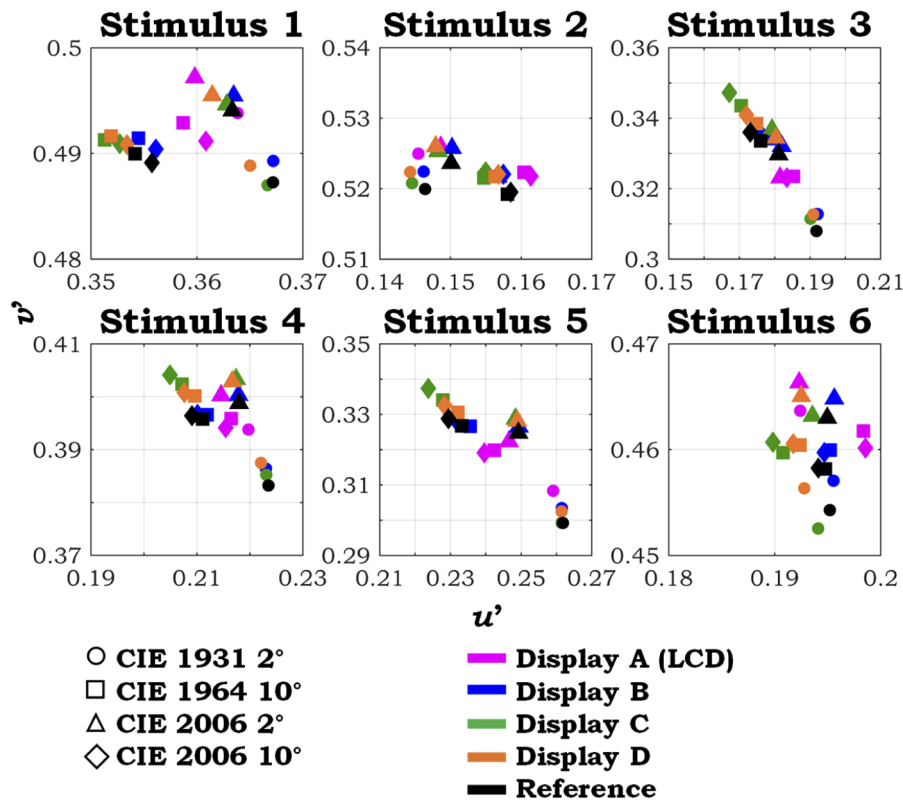 Stimulus 1
Stimulus 2
Stimulus 3
0.5
0.49
0.48
0.35
0.36
0.37
0.54
0.53
0.52
0.51
0.14
0.15
0.16
0.17
0.36
0.34
0.32
0.3
0.15
0.17
0.19
0.21
Stimulus 4
Stimulus 5
Stimulus 6
0.41
0.39
0.37
0.19
0.21
0.23
0.35
0.33
0.31
0.29
0.21
0.23
0.25
0.27
0.47
0.46
0.45
0.18
0.19
0.2
v'
u'
CIE 1931 2°
CIE 1964 10°
CIE 2006 2°
CIE 2006 10°
Display A (LCD)
Display B
Display C
Display D
Reference